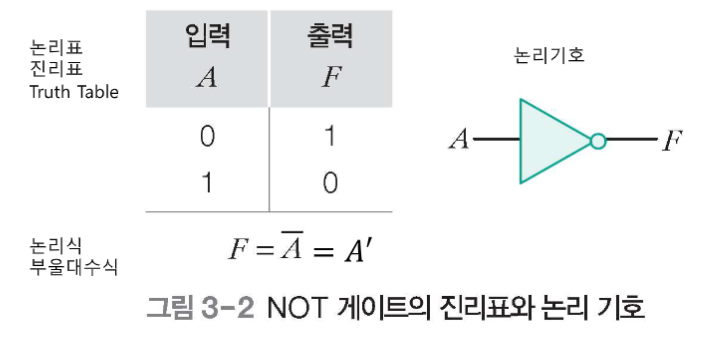 논리표
진리표
Truth Table
입력 출력
A F
0 1
1 0
논리기호
A F
논리식
부울대수식
F = A̅ = A′
그림 3-2 NOT 게이트의 진리표와 논리 기호